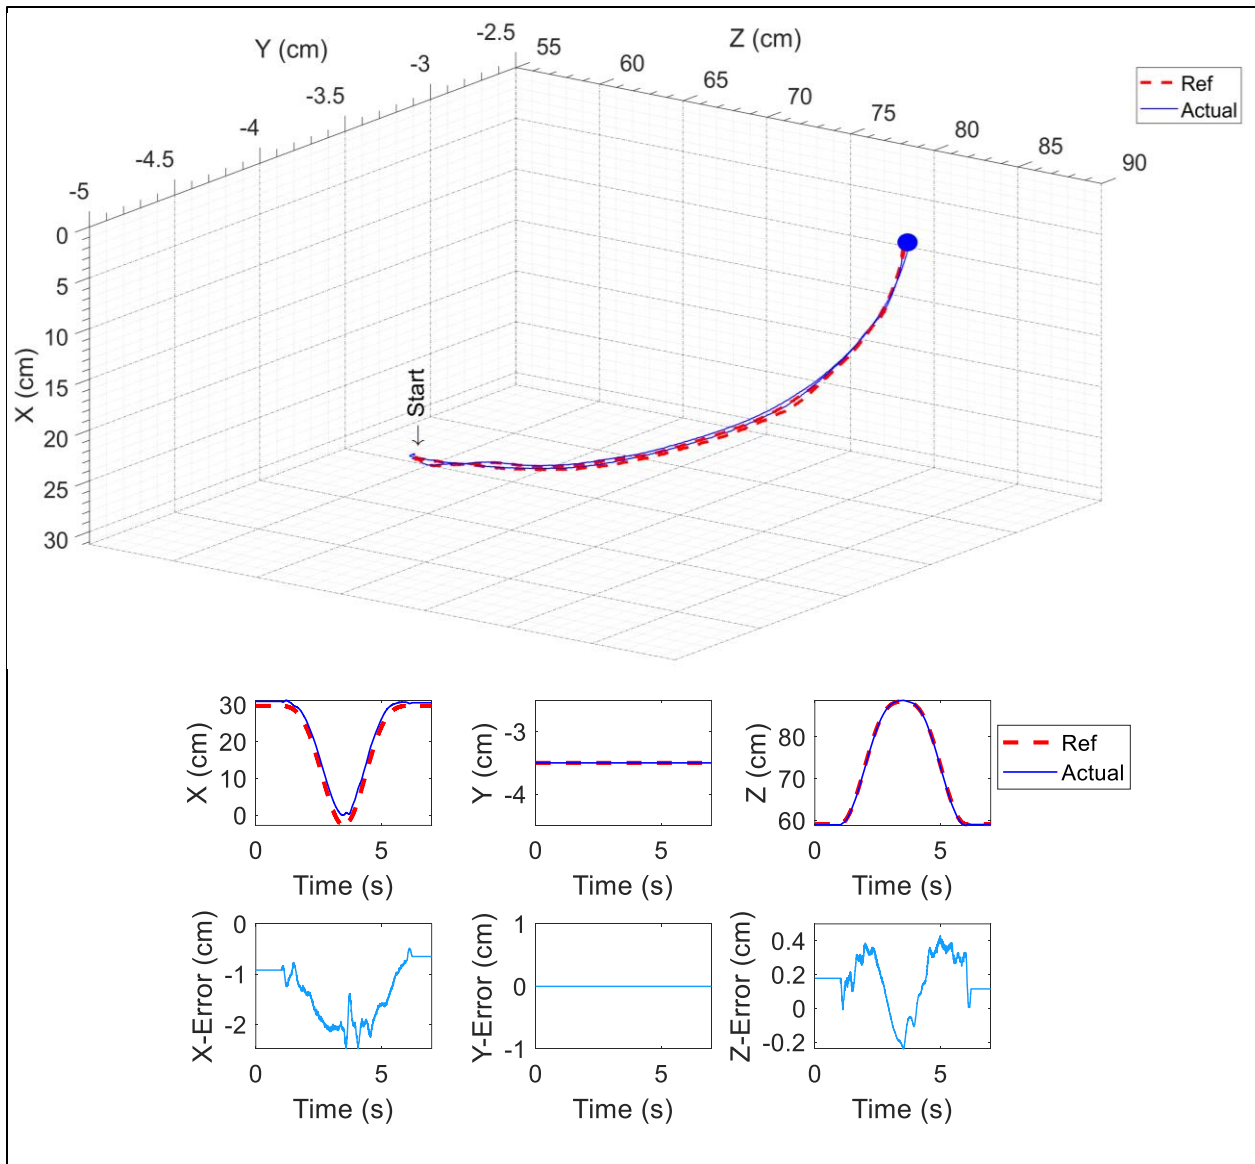 Y (cm)
Z (cm)
-2.5 55 60 65 70 75 80 85 90
-3
-3.5
-4
-4.5
-5
Ref
Actual
0
5
10
15
20
25
30
X (cm)
Start
30
20
10
0
X (cm)
0 5
Time (s)
-3
-4
Y (cm)
0 5
Time (s)
80
70
60
Z (cm)
0 5
Time (s)
Ref
Actual
0
-1
-2
X-Error (cm)
0 5
Time (s)
1
0
-1
Y-Error (cm)
0 5
Time (s)
0.4
0.2
0
-0.2
Z-Error (cm)
0 5
Time (s)